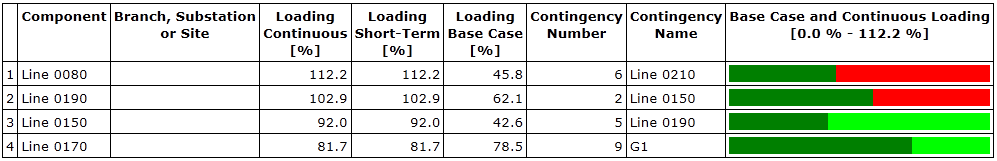 Component Branch, Substation or Site Loading Continuous [%] Loading Short-Term [%] Loading Base Case [%] Contingency Number Contingency Name Base Case and Continuous Loading [0.0 % - 112.2 %]
1 Line 0080 112.2 112.2 45.8 6 Line 0210
2 Line 0190 102.9 102.9 62.1 2 Line 0150
3 Line 0150 92.0 92.0 42.6 5 Line 0190
4 Line 0170 81.7 81.7 78.5 9 G1